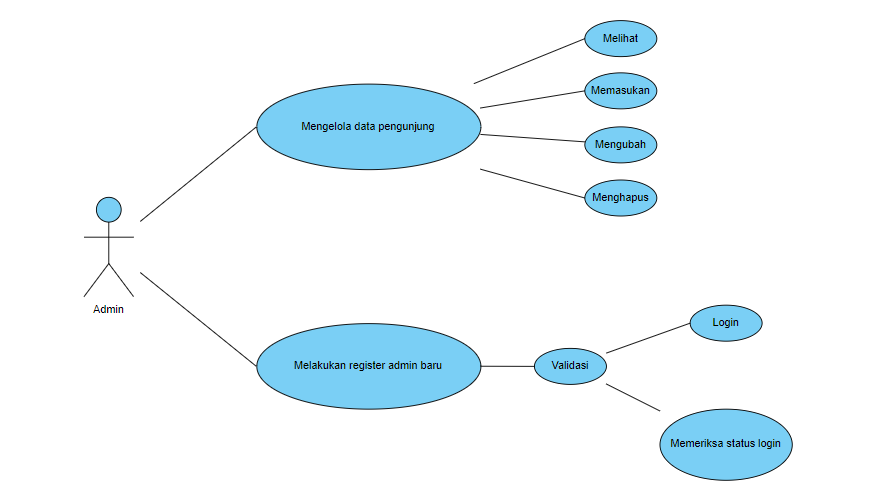 Melihat
Memasukan
Mengelola data pengunjung
Mengubah
Menghapus
Admin
Login
Melakukan register admin baru
Validasi
Memeriksa status login